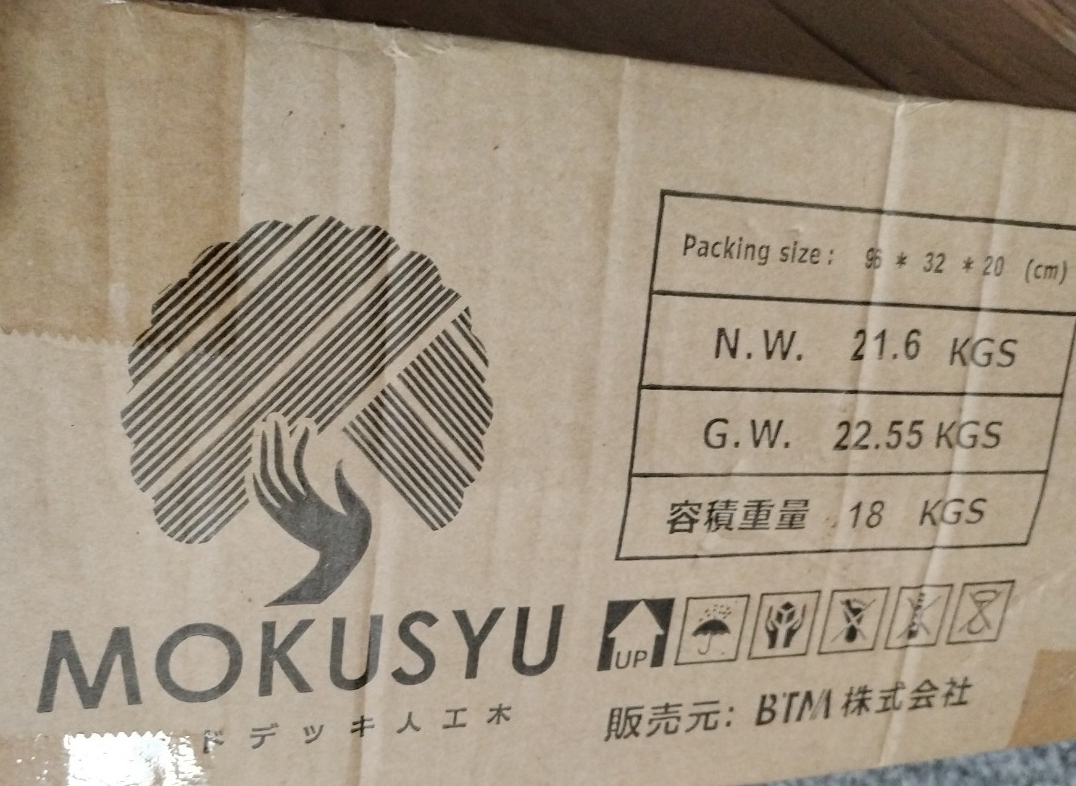 Packing size: 96 * 32 * 20 (cm)
N.W. 21.6 KGS
G.W. 22.55 KGS
容積重量 18 KGS
MOKUSYU
ドデッキ人工木
UP
販売元: BTM 株式会社